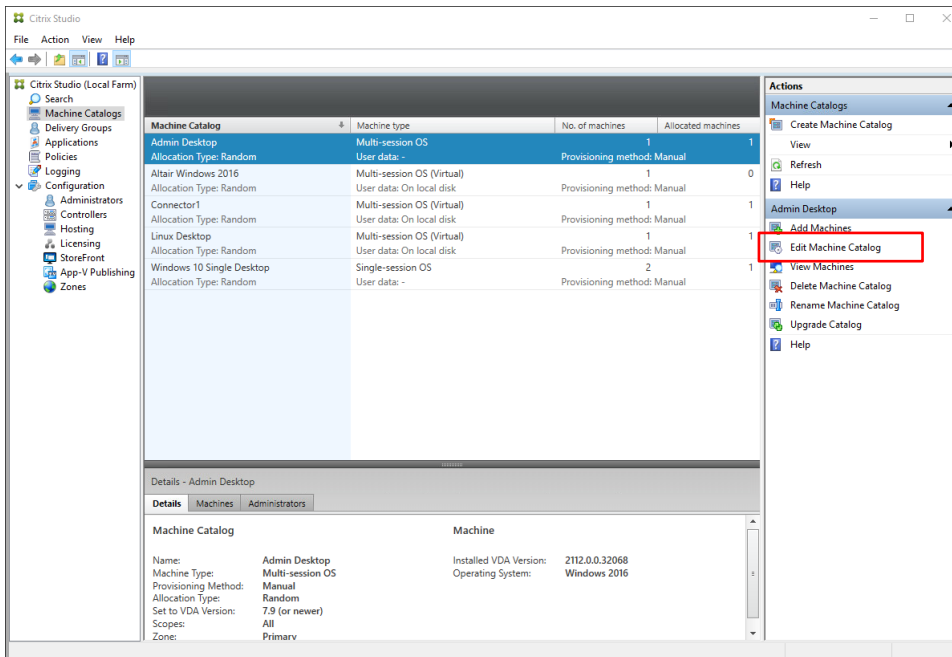 Citrix Studio
File Action View Help
Citrix Studio (Local Farm)
Search
Machine Catalogs
Delivery Groups
Applications
Policies
Logging
Configuration
Administrators
Controllers
Hosting
Licensing
StoreFront
App-V Publishing
Zones
Machine Catalog Machine type No. of machines Allocated machines
Admin Desktop Multi-session OS 1 1
Allocation Type: Random User data: - Provisioning method: Manual
Altair Windows 2016 Multi-session OS (Virtual) 1 0
Allocation Type: Random User data: On local disk Provisioning method: Manual
Connector1 Multi-session OS (Virtual) 1 1
Allocation Type: Random User data: On local disk Provisioning method: Manual
Linux Desktop Multi-session OS (Virtual) 1 1
Allocation Type: Random User data: On local disk Provisioning method: Manual
Windows 10 Single Desktop Single-session OS 2 1
Allocation Type: Random User data: - Provisioning method: Manual
Details - Admin Desktop
Details Machines Administrators
Machine Catalog Machine
Name: Admin Desktop Installed VDA Version: 2112.0.0.32068
Machine Type: Multi-session OS Operating System: Windows 2016
Provisioning Method: Manual
Allocation Type: Random
Set to VDA Version: 7.9 (or newer)
Scopes: All
Zone: Primary
Actions
Machine Catalogs
Create Machine Catalog
View
Refresh
Help
Admin Desktop
Add Machines
Edit Machine Catalog
View Machines
Delete Machine Catalog
Rename Machine Catalog
Upgrade Catalog
Help